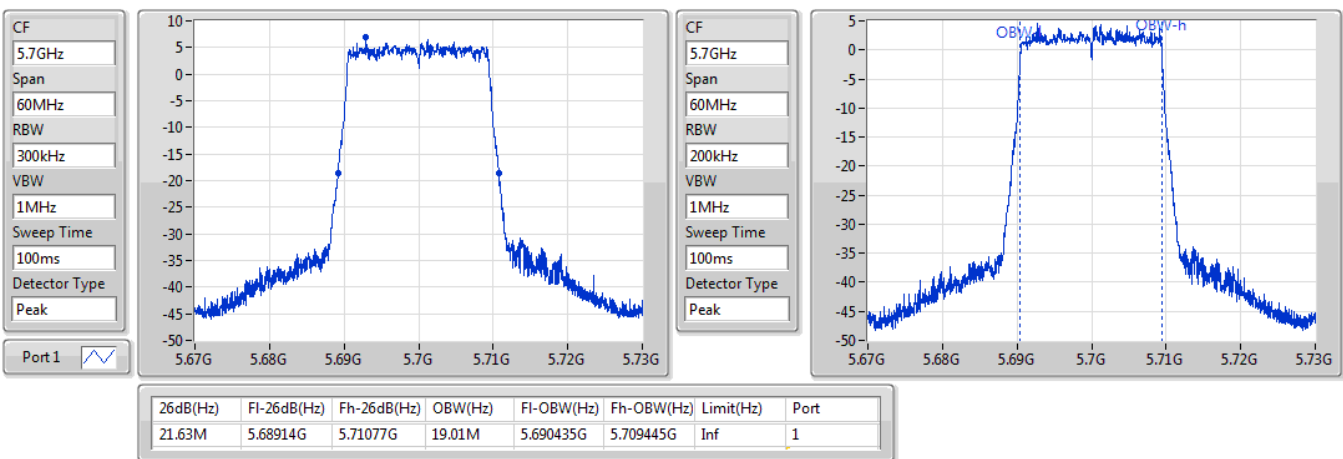 CF
5.7GHz
Span
60MHz
RBW
300kHz
VBW
1MHz
Sweep Time
100ms
Detector Type
Peak
Port 1
10
5
0
-5
-10
-15
-20
-25
-30
-35
-40
-45
-50
5.67G 5.68G 5.69G 5.7G 5.71G 5.72G 5.73G
CF
5.7GHz
Span
60MHz
RBW
200kHz
VBW
1MHz
Sweep Time
100ms
Detector Type
Peak
OBW OBW-h
5
0
-5
-10
-15
-20
-25
-30
-35
-40
-45
-50
5.67G 5.68G 5.69G 5.7G 5.71G 5.72G 5.73G
26dB(Hz) Fl-26dB(Hz) Fh-26dB(Hz) OBW(Hz) Fl-OBW(Hz) Fh-OBW(Hz) Limit(Hz) Port
21.63M 5.68914G 5.71077G 19.01M 5.690435G 5.709445G Inf 1